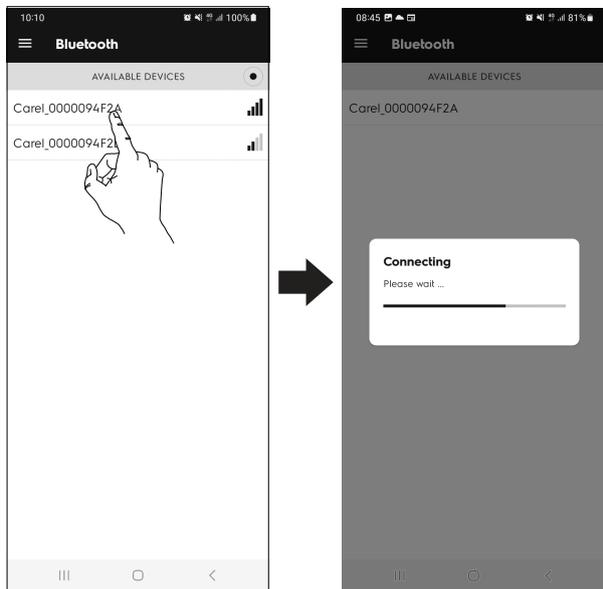 10:10
100%
Bluetooth
AVAILABLE DEVICES
Carel_0000094F2A
08:45
81%
Bluetooth
AVAILABLE DEVICES
Carel_0000094F2A
Connecting
Please wait ...